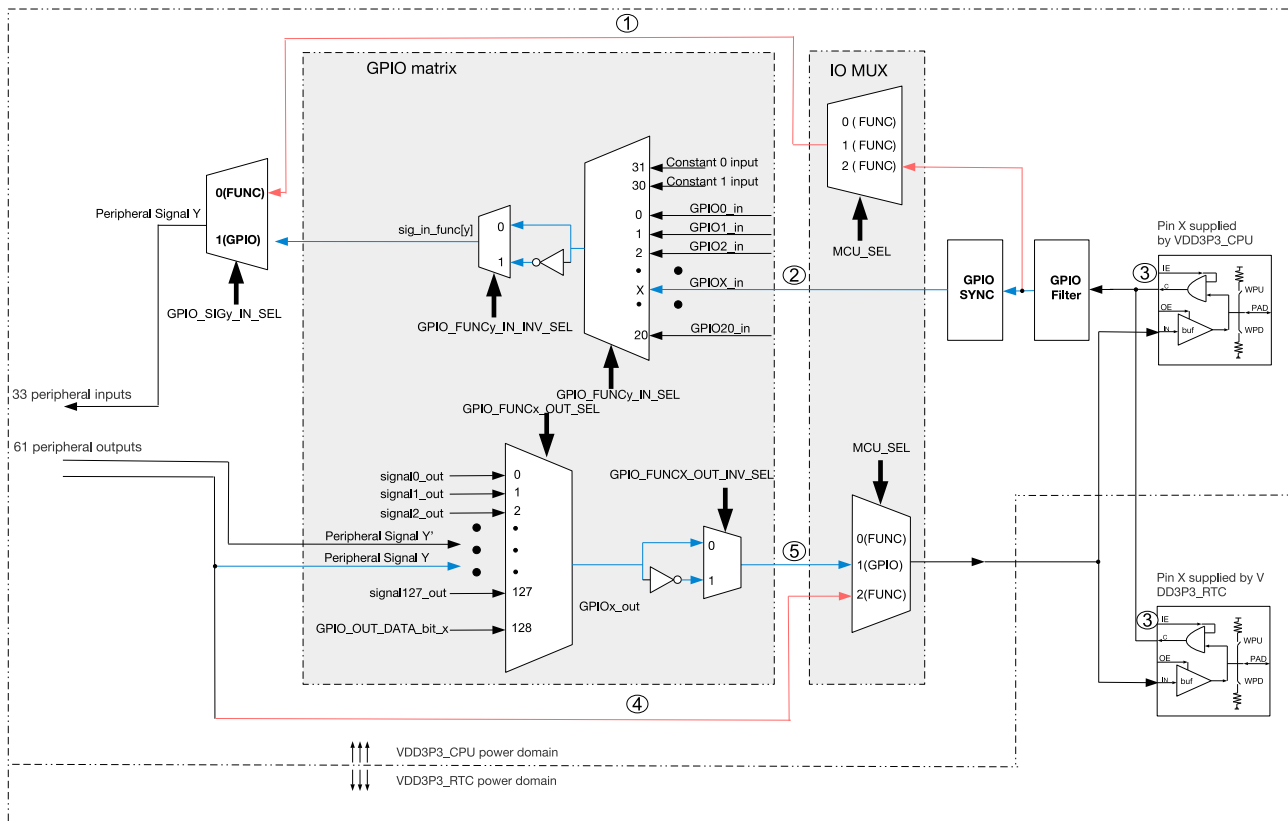 ①
GPIO matrix
IO MUX
0 ( FUNC)
1 ( FUNC)
2 ( FUNC)
MCU_SEL
31
Constant 0 input
30
Constant 1 input
0
GPIO0_in
1
GPIO1_in
2
GPIO2_in
X
GPIOX_in
②
20
GPIO20_in
0(FUNC)
1(GPIO)
Peripheral Signal Y
GPIO_SIGy_IN_SEL
sig_in_func[y]
0
1
GPIO_FUNCy_IN_INV_SEL
GPIO_FUNCy_IN_SEL
GPIO
SYNC
GPIO
Filter
Pin X supplied
by VDD3P3_CPU
③
IE
C
OE
IN
buf
WPU
PAD
WPD
33 peripheral inputs
61 peripheral outputs
GPIO_FUNCx_OUT_SEL
signal0_out
0
signal1_out
1
signal2_out
2
Peripheral Signal Y'
Peripheral Signal Y
signal127_out
127
GPIO_OUT_DATA_bit_x
128
GPIOx_out
GPIO_FUNCX_OUT_INV_SEL
0
1
⑤
MCU_SEL
0(FUNC)
1(GPIO)
2(FUNC)
④
Pin X supplied by V
DD3P3_RTC
③
IE
C
OE
IN
buf
WPU
PAD
WPD
VDD3P3_CPU power domain
VDD3P3_RTC power domain